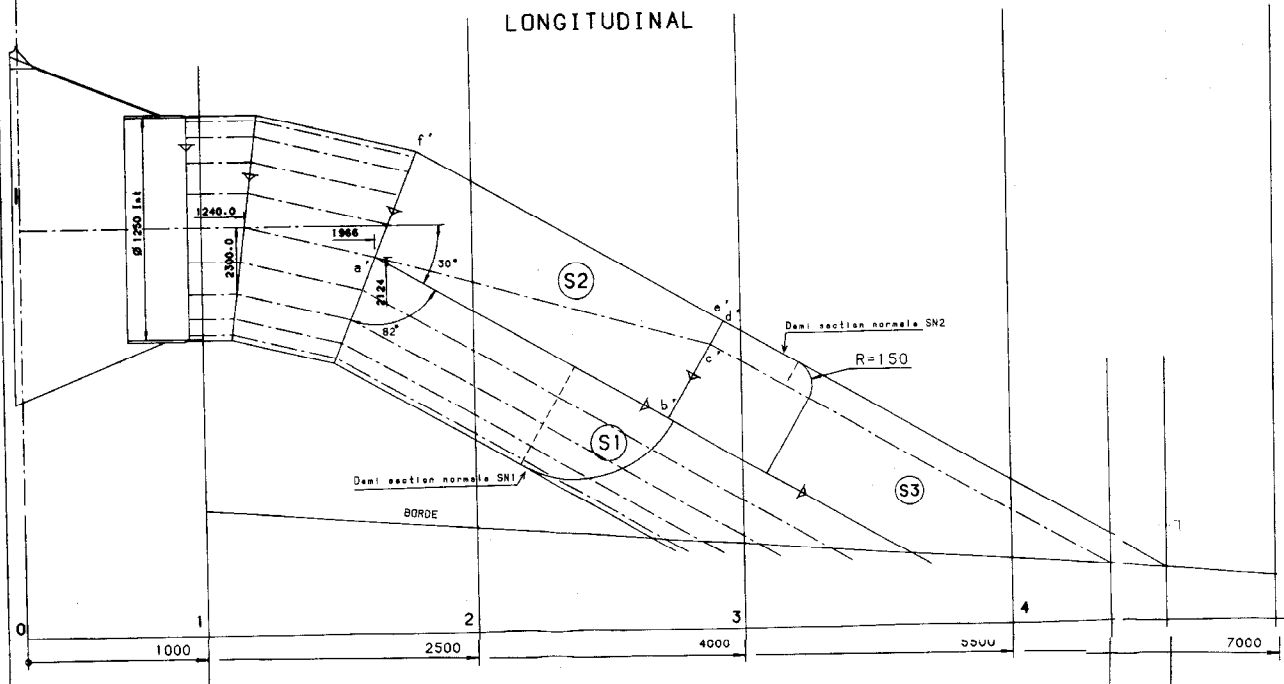 LONGITUDINAL
f'
Ø 1250 Int
1240.0
2300.0
1966
a'
2124
30°
82°
S2
e'
d'
Demi section normale SN2
R=150
c'
b'
S1
S3
Demi section normale SN1
BORDE
0
1
2
3
4
1000
2500
4000
5500
7000